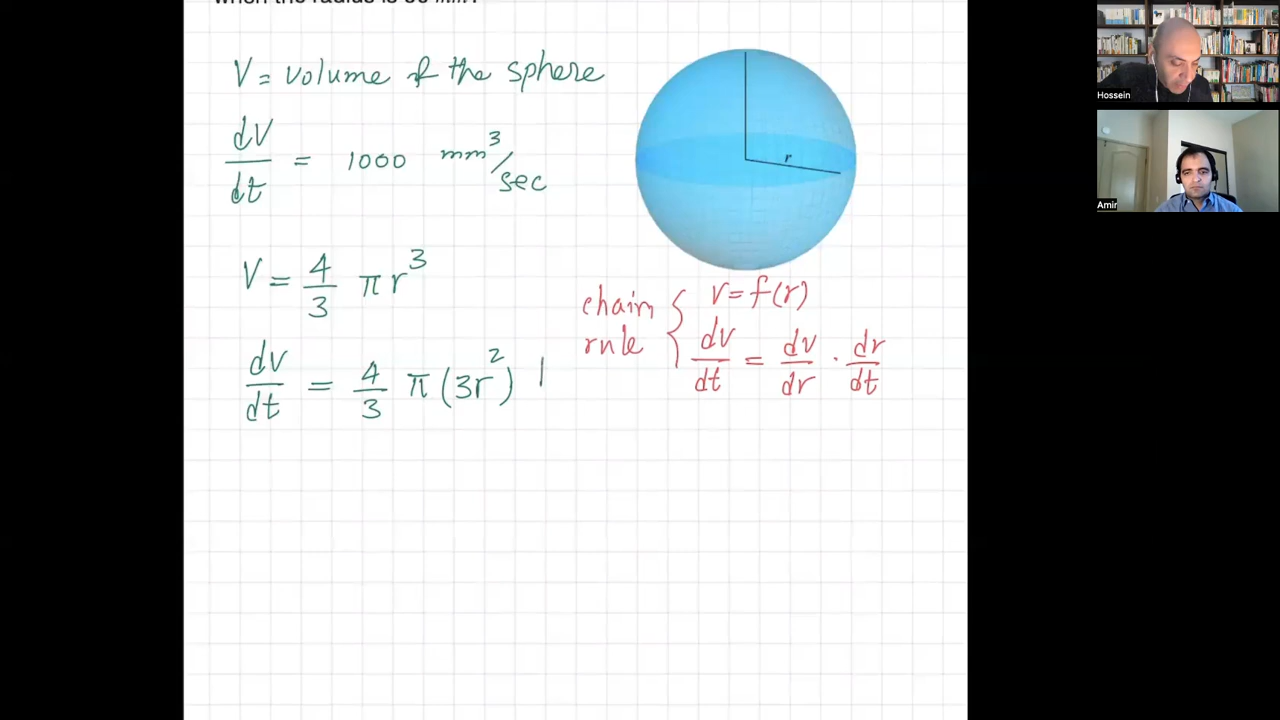 V = volume of the sphere
dV/dt = 1000 mm³/sec
V = 4/3 πr³
dv/dt = 4/3 π(3r²)
chain rule { v = f(r)
dv/dt = dv/dr · dr/dt
r
Hossein
Amir